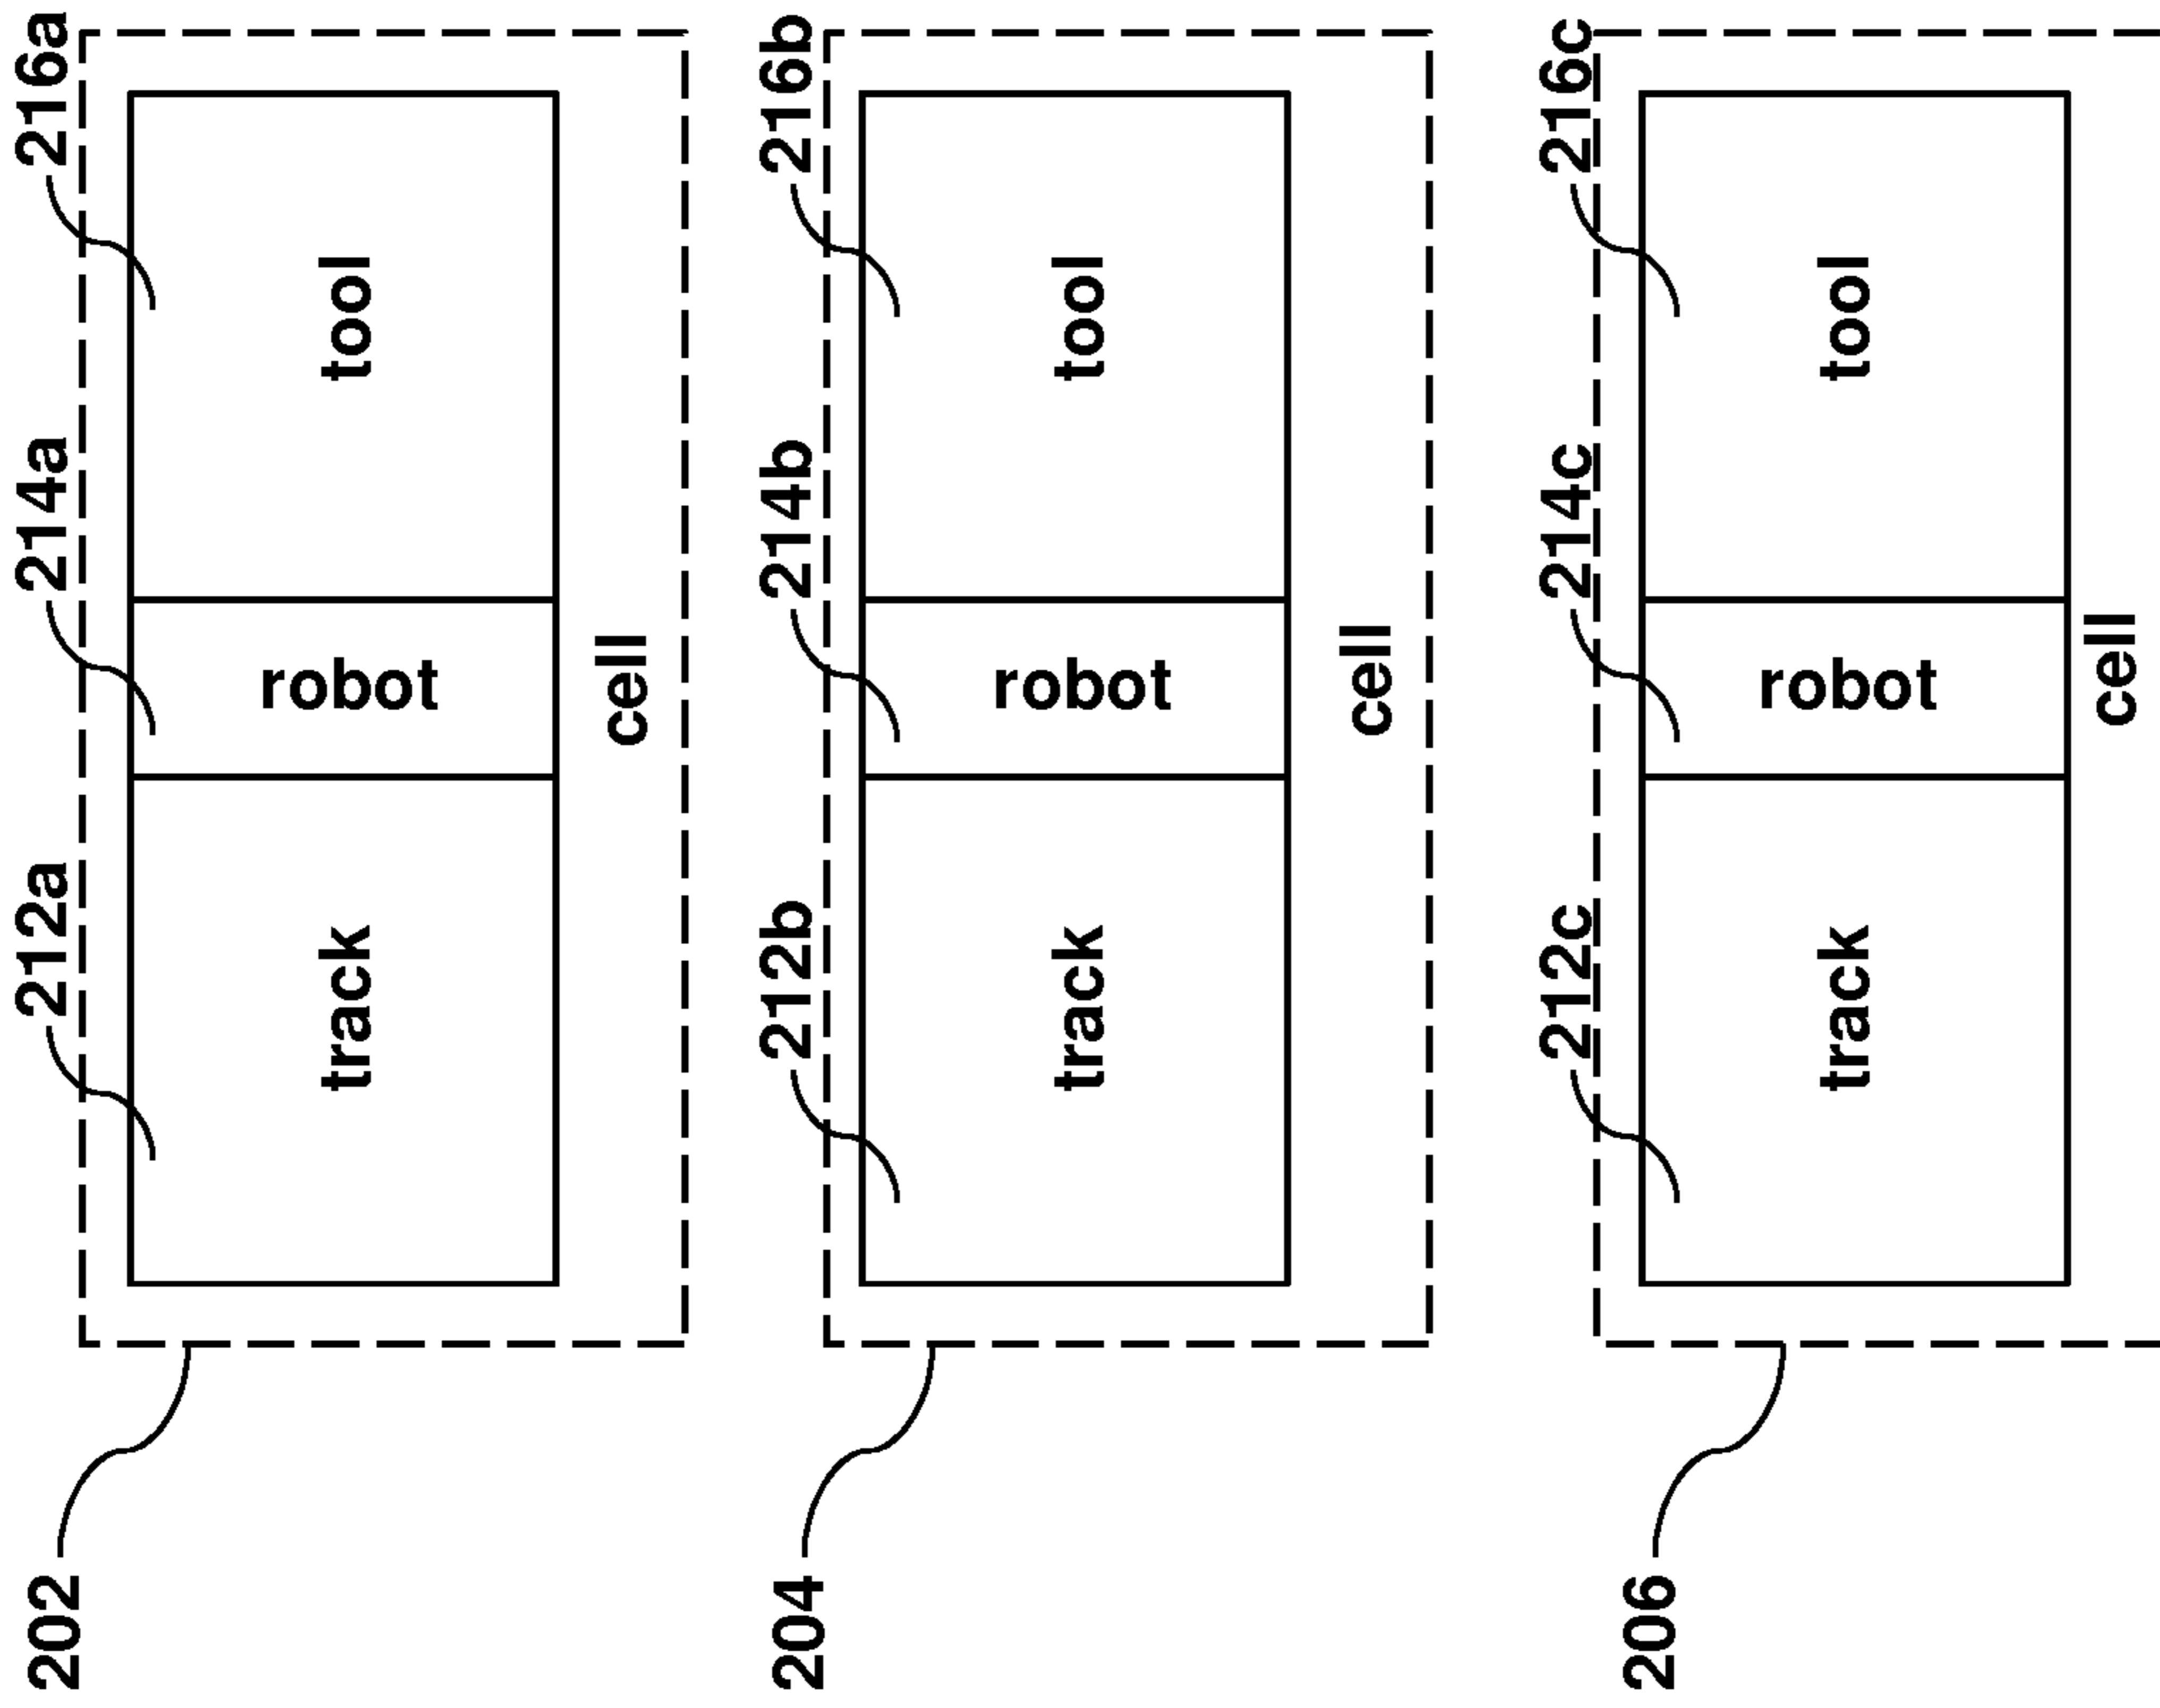 216a
214a
212a
tool
robot
track
cell
202
216b
214b
212b
tool
robot
track
cell
204
216c
214c
212c
tool
robot
track
cell
206